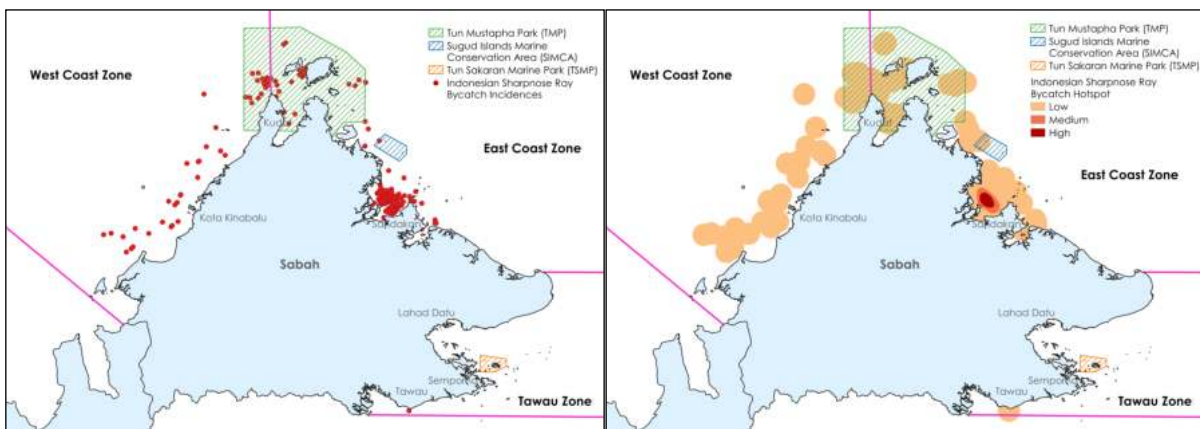 Tun Mustapha Park (TMP)
Sugud Islands Marine
Conservation Area (SIMCA)
Tun Sakaran Marine Park (TSMP)
Indonesian Sharpnose Ray
Bycatch Incidences
West Coast Zone
Kudat
East Coast Zone
Kota Kinabalu
Sandakan
Sabah
Lahad Datu
Semporna
Tawau
Tawau Zone
Tun Mustapha Park (TMP)
Sugud Islands Marine
Conservation Area (SIMCA)
Tun Sakaran Marine Park (TSMP)
Indonesian Sharpnose Ray
Bycatch Hotspot
Low
Medium
High
West Coast Zone
Kudat
East Coast Zone
Kota Kinabalu
Sandakan
Sabah
Lahad Datu
Semporna
Tawau
Tawau Zone